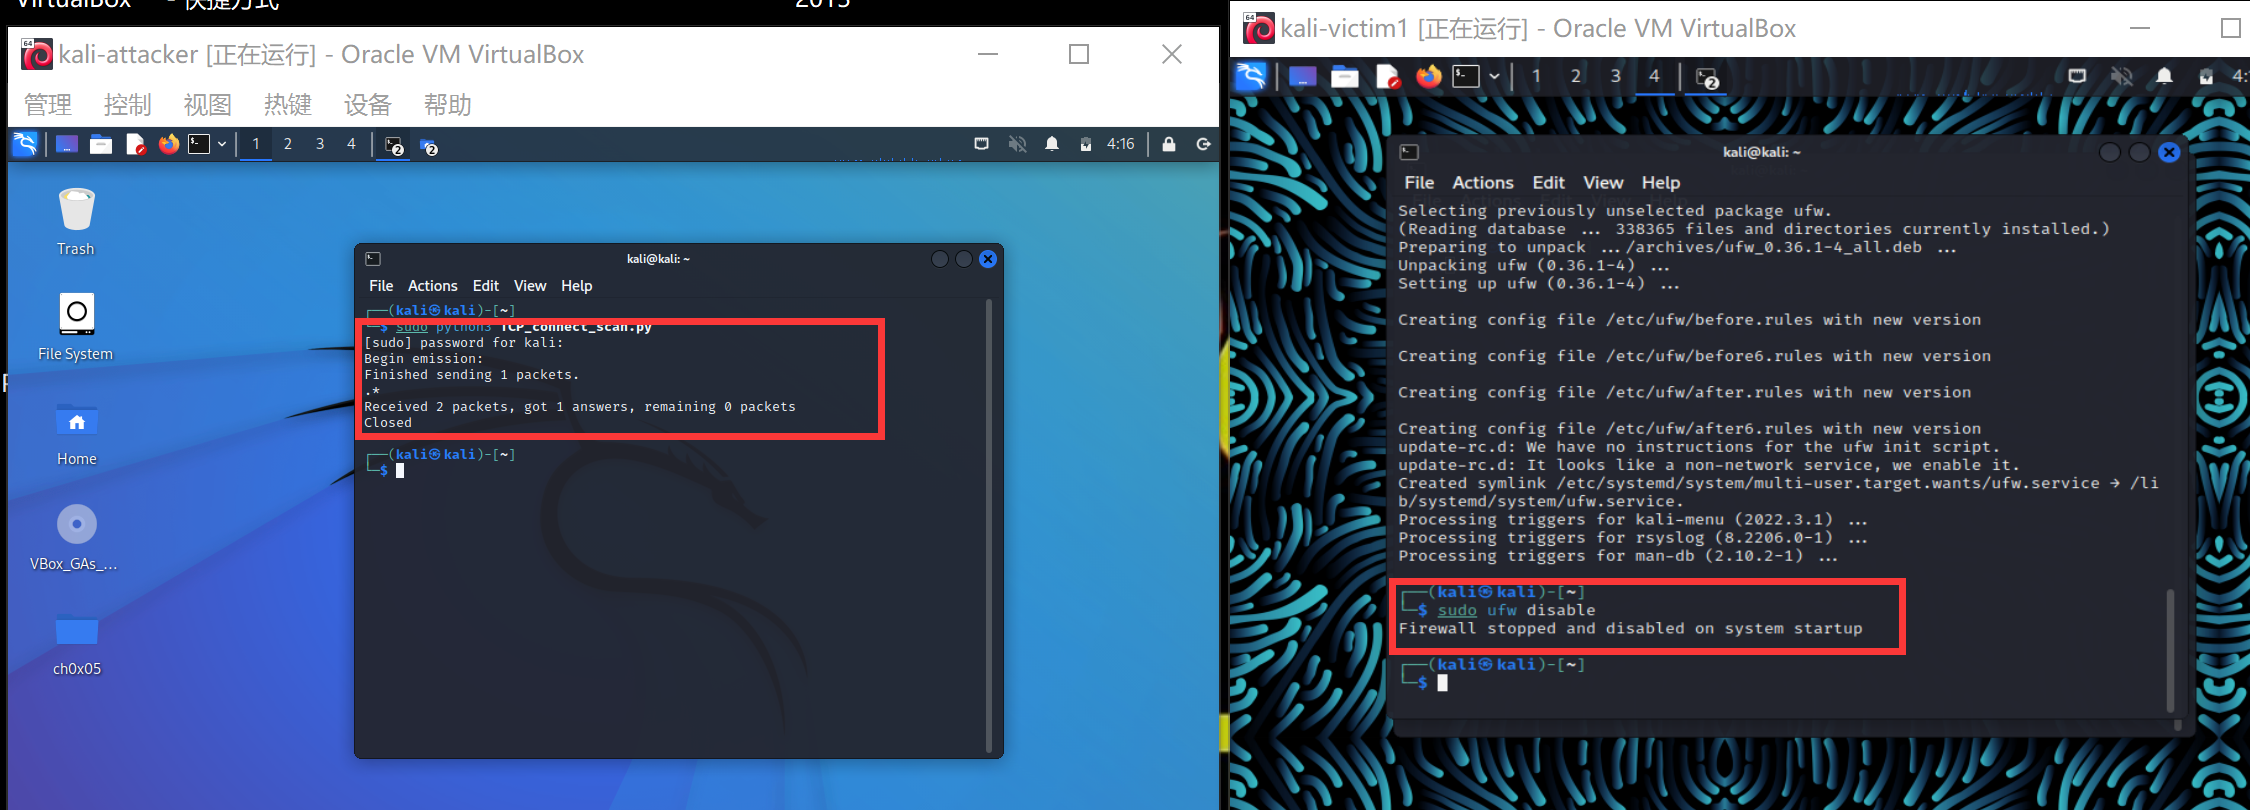 VirtualBox - 快捷方式
2015
kali-attacker [正在运行] - Oracle VM VirtualBox
管理 控制 视图 热键 设备 帮助
1 2 3 4 2 2 4:16
Trash
File System
Home
VBox_GAs_...
ch0x05
kali@kali: ~
File Actions Edit View Help
┌──(kali㉿kali)-[~]
└─$ sudo python3 TCP_connect_scan.py
[sudo] password for kali:
Begin emission:
Finished sending 1 packets.
.*
Received 2 packets, got 1 answers, remaining 0 packets
Closed
┌──(kali㉿kali)-[~]
└─$
kali-victim1 [正在运行] - Oracle VM VirtualBox
1 2 3 4 2
kali@kali: ~
File Actions Edit View Help
Selecting previously unselected package ufw.
(Reading database ... 338365 files and directories currently installed.)
Preparing to unpack .../archives/ufw_0.36.1-4_all.deb ...
Unpacking ufw (0.36.1-4) ...
Setting up ufw (0.36.1-4) ...
Creating config file /etc/ufw/before.rules with new version
Creating config file /etc/ufw/before6.rules with new version
Creating config file /etc/ufw/after.rules with new version
Creating config file /etc/ufw/after6.rules with new version
update-rc.d: We have no instructions for the ufw init script.
update-rc.d: It looks like a non-network service, we enable it.
Created symlink /etc/systemd/system/multi-user.target.wants/ufw.service → /li
b/systemd/system/ufw.service.
Processing triggers for kali-menu (2022.3.1) ...
Processing triggers for rsyslog (8.2206.0-1) ...
Processing triggers for man-db (2.10.2-1) ...
┌──(kali㉿kali)-[~]
└─$ sudo ufw disable
Firewall stopped and disabled on system startup
┌──(kali㉿kali)-[~]
└─$